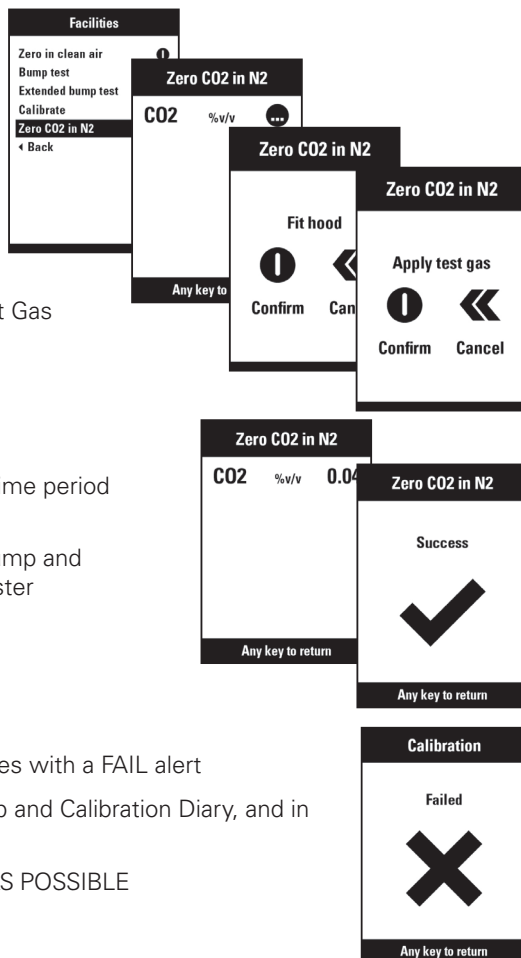 Facilities
Zero in clean air
Bump test
Extended bump test
Calibrate
Zero CO2 in N2
Back
Zero CO2 in N2
CO2 %v/v
Any key to
Zero CO2 in N2
Fit hood
Confirm
Zero CO2 in N2
Apply test gas
Confirm Cancel
Gas
time period
and
Zero CO2 in N2
CO2 %v/v 0.04
Any key to return
Zero CO2 in N2
Success
Any key to return
with a FAIL alert
and Calibration Diary, and in
POSSIBLE
Calibration
Failed
Any key to return